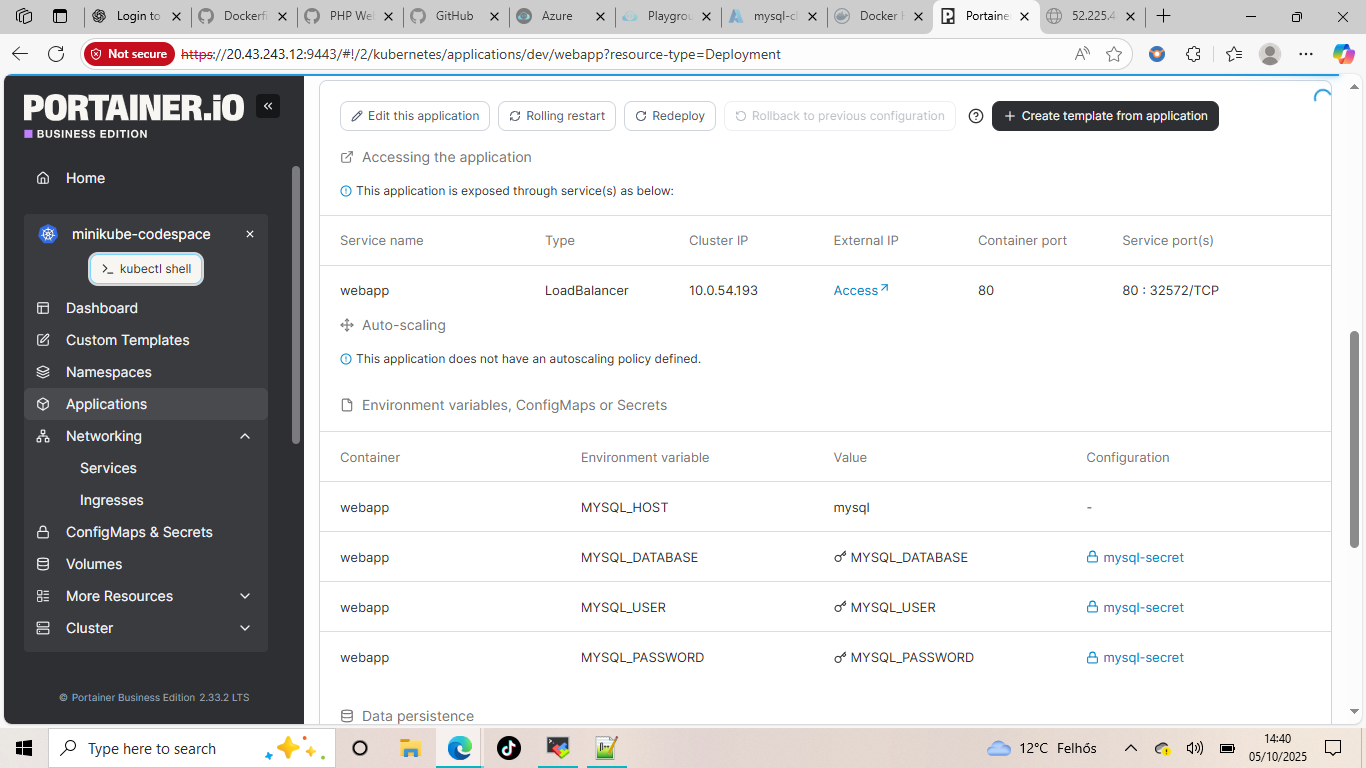 Login to
Dockerfi
PHP Wel
GitHub
Azure
Playgrou
mysql-cl
Docker H
Portaine
52.225.4
Not secure
https://20.43.243.12:9443/#!/2/kubernetes/applications/dev/webapp?resource-type=Deployment
PORTAINER.iO
BUSINESS EDITION
Home
minikube-codespace
kubectl shell
Dashboard
Custom Templates
Namespaces
Applications
Networking
Services
Ingresses
ConfigMaps & Secrets
Volumes
More Resources
Cluster
© Portainer Business Edition 2.33.2 LTS
Edit this application Rolling restart Redeploy Rollback to previous configuration Create template from application
Accessing the application
This application is exposed through service(s) as below:
Service name Type Cluster IP External IP Container port Service port(s)
webapp LoadBalancer 10.0.54.193 Access 80 80 : 32572/TCP
Auto-scaling
This application does not have an autoscaling policy defined.
Environment variables, ConfigMaps or Secrets
Container Environment variable Value Configuration
webapp MYSQL_HOST mysql -
webapp MYSQL_DATABASE MYSQL_DATABASE mysql-secret
webapp MYSQL_USER MYSQL_USER mysql-secret
webapp MYSQL_PASSWORD MYSQL_PASSWORD mysql-secret
Data persistence
Type here to search
12°C Felhős
14:40
05/10/2025